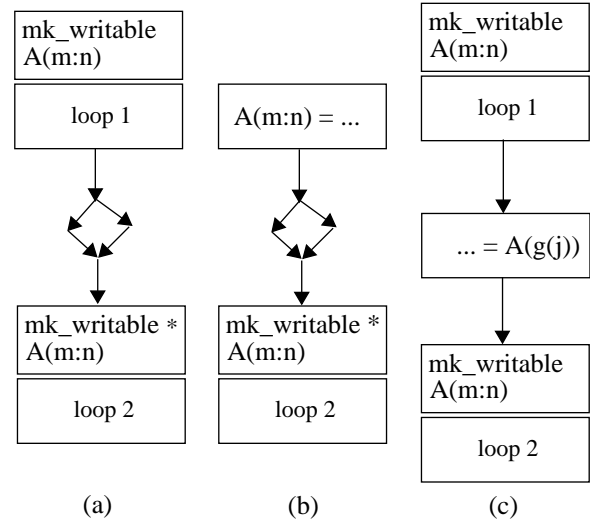 mk_writable
A(m:n)
loop 1
mk_writable *
A(m:n)
loop 2
(a)
A(m:n) = ...
mk_writable *
A(m:n)
loop 2
(b)
mk_writable
A(m:n)
loop 1
... = A(g(j))
mk_writable
A(m:n)
loop 2
(c)